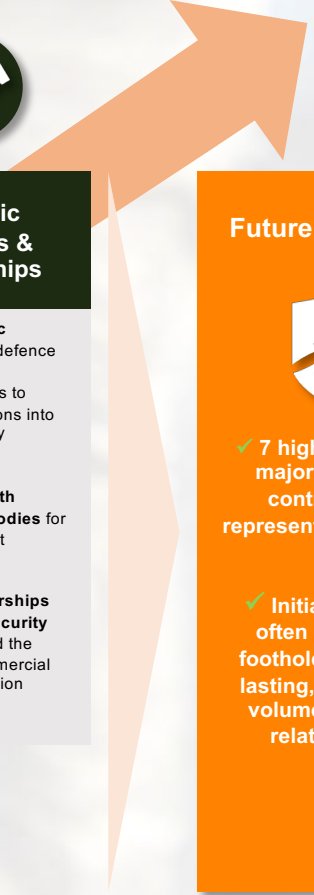 ic
s &
hips
c
defence
s to
ons into
y
th
odies for
t
rships
curity
d the
mercial
ion
Future
✓ 7 high
major
cont
represent
✓ Initia
often
foothold
lasting,
volume
relat